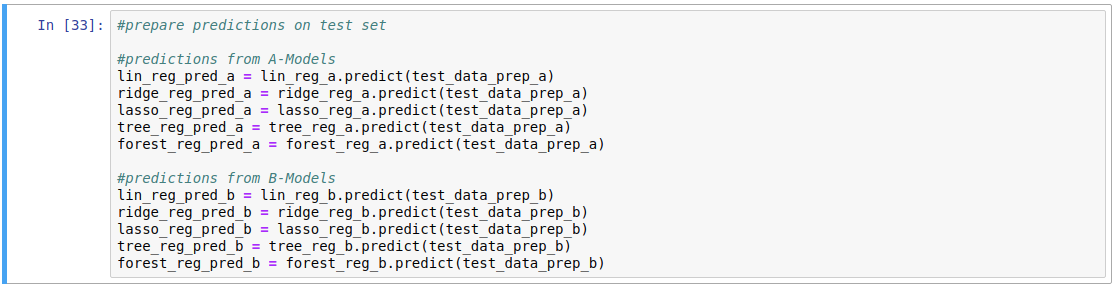 In [33]: #prepare predictions on test set
#predictions from A-Models
lin_reg_pred_a = lin_reg_a.predict(test_data_prep_a)
ridge_reg_pred_a = ridge_reg_a.predict(test_data_prep_a)
lasso_reg_pred_a = lasso_reg_a.predict(test_data_prep_a)
tree_reg_pred_a = tree_reg_a.predict(test_data_prep_a)
forest_reg_pred_a = forest_reg_a.predict(test_data_prep_a)
#predictions from B-Models
lin_reg_pred_b = lin_reg_b.predict(test_data_prep_b)
ridge_reg_pred_b = ridge_reg_b.predict(test_data_prep_b)
lasso_reg_pred_b = lasso_reg_b.predict(test_data_prep_b)
tree_reg_pred_b = tree_reg_b.predict(test_data_prep_b)
forest_reg_pred_b = forest_reg_b.predict(test_data_prep_b)